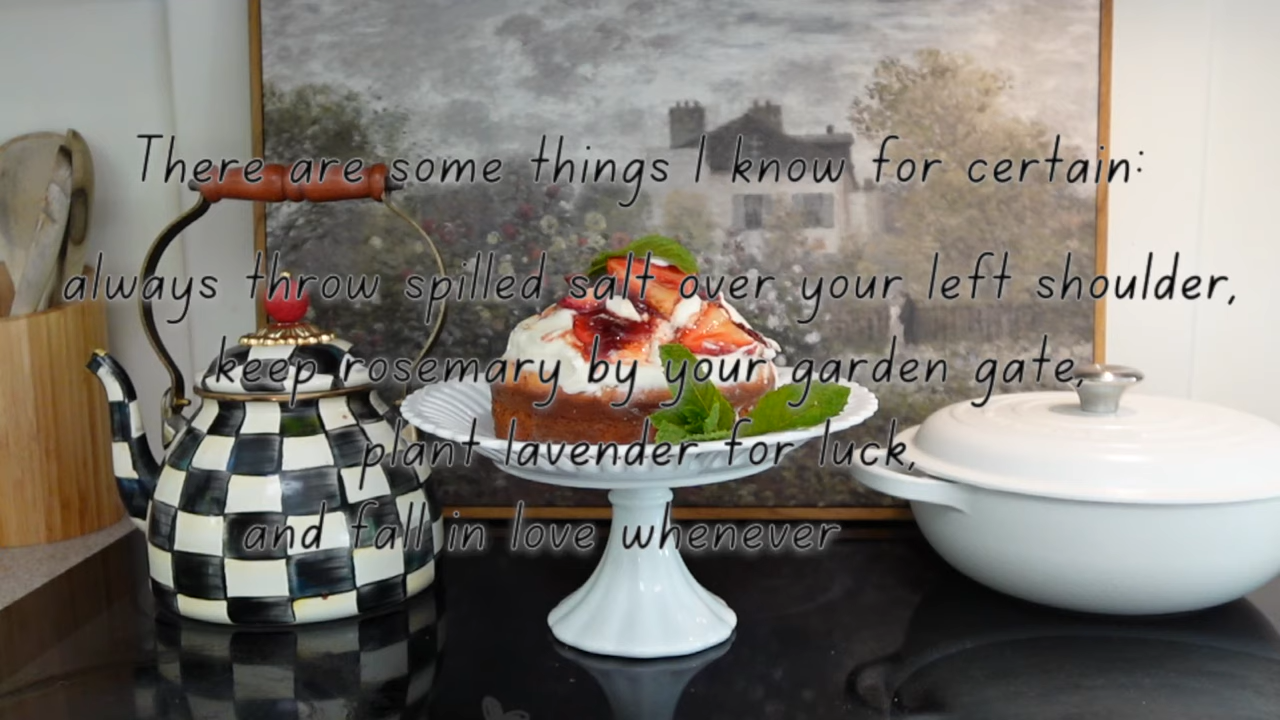 There are some things I know for certain:
always throw spilled salt over your left shoulder,
keep rosemary by your garden gate,
plant lavender for luck,
and fall in love whenever